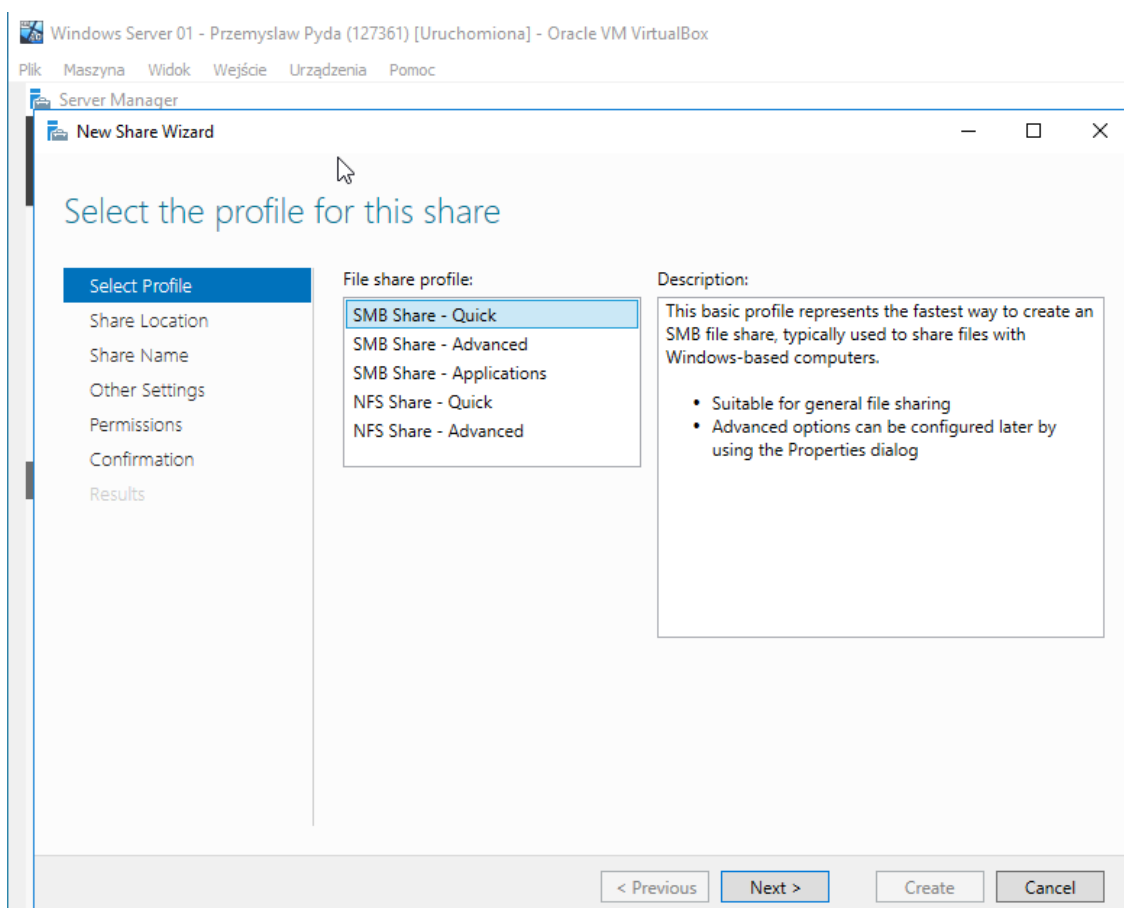 Windows Server 01 - Przemyslaw Pyda (127361) [Uruchomiona] - Oracle VM VirtualBox
Plik Maszyna Widok Wejście Urządzenia Pomoc
Server Manager
New Share Wizard
Select the profile for this share
Select Profile
Share Location
Share Name
Other Settings
Permissions
Confirmation
Results
File share profile:
SMB Share - Quick
SMB Share - Advanced
SMB Share - Applications
NFS Share - Quick
NFS Share - Advanced
Description:
This basic profile represents the fastest way to create an
SMB file share, typically used to share files with
Windows-based computers.
• Suitable for general file sharing
• Advanced options can be configured later by
using the Properties dialog
< Previous Next > Create Cancel